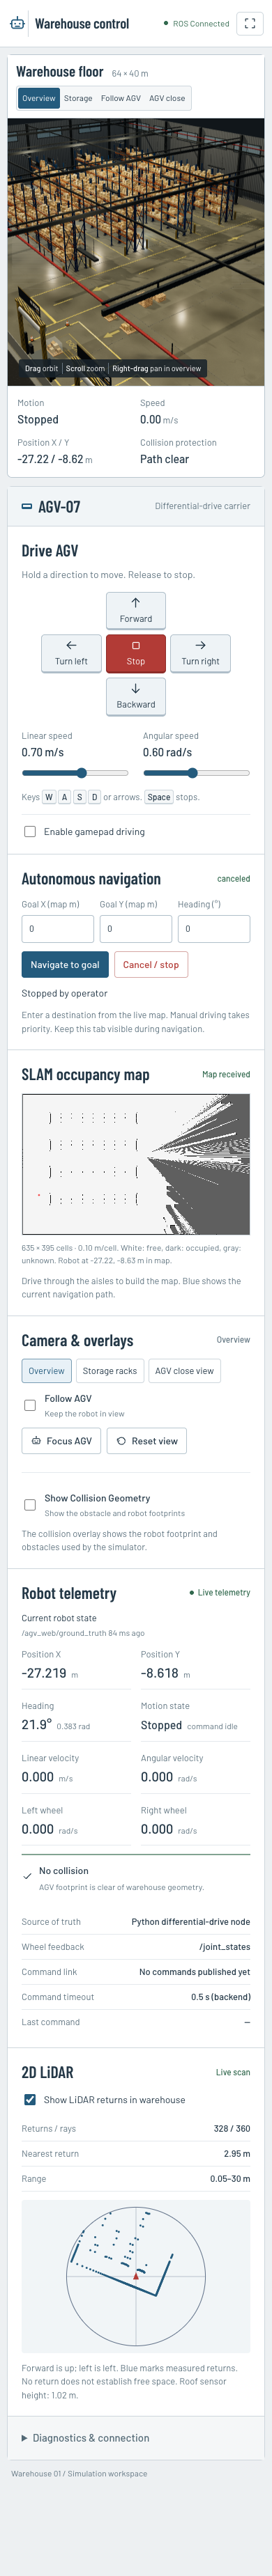 Warehouse control
ROS Connected
Warehouse floor 64 × 40 m
Overview Storage Follow AGV AGV close
Drag orbit Scroll zoom Right-drag pan in overview
Motion Speed
Stopped 0.00 m/s
Position X / Y Collision protection
-27.22 / -8.62 m Path clear
AGV-07 Differential-drive carrier
Drive AGV
Hold a direction to move. Release to stop.
Forward
Turn left Stop Turn right
Backward
Linear speed Angular speed
0.70 m/s 0.60 rad/s
Keys W A S D or arrows. Space stops.
Enable gamepad driving
Autonomous navigation canceled
Goal X (map m) Goal Y (map m) Heading (°)
0 0 0
Navigate to goal Cancel / stop
Stopped by operator
Enter a destination from the live map. Manual driving takes
priority. Keep this tab visible during navigation.
SLAM occupancy map Map received
635 × 395 cells · 0.10 m/cell. White: free, dark: occupied, gray:
unknown. Robot at -27.22, -8.63 m in map.
Drive through the aisles to build the map. Blue shows the
current navigation path.
Camera & overlays Overview
Overview Storage racks AGV close view
Follow AGV
Keep the robot in view
Focus AGV Reset view
Show Collision Geometry
Show the obstacle and robot footprints
The collision overlay shows the robot footprint and
obstacles used by the simulator.
Robot telemetry Live telemetry
Current robot state
/agv_web/ground_truth 84 ms ago
Position X Position Y
-27.219 m -8.618 m
Heading Motion state
21.9° 0.383 rad Stopped command idle
Linear velocity Angular velocity
0.000 m/s 0.000 rad/s
Left wheel Right wheel
0.000 rad/s 0.000 rad/s
No collision
AGV footprint is clear of warehouse geometry.
Source of truth Python differential-drive node
Wheel feedback /joint_states
Command link No commands published yet
Command timeout 0.5 s (backend)
Last command —
2D LiDAR Live scan
Show LiDAR returns in warehouse
Returns / rays 328 / 360
Nearest return 2.95 m
Range 0.05–30 m
Forward is up; left is left. Blue marks measured returns.
No return does not establish free space. Roof sensor
height: 1.02 m.
Diagnostics & connection
Warehouse 01 / Simulation workspace